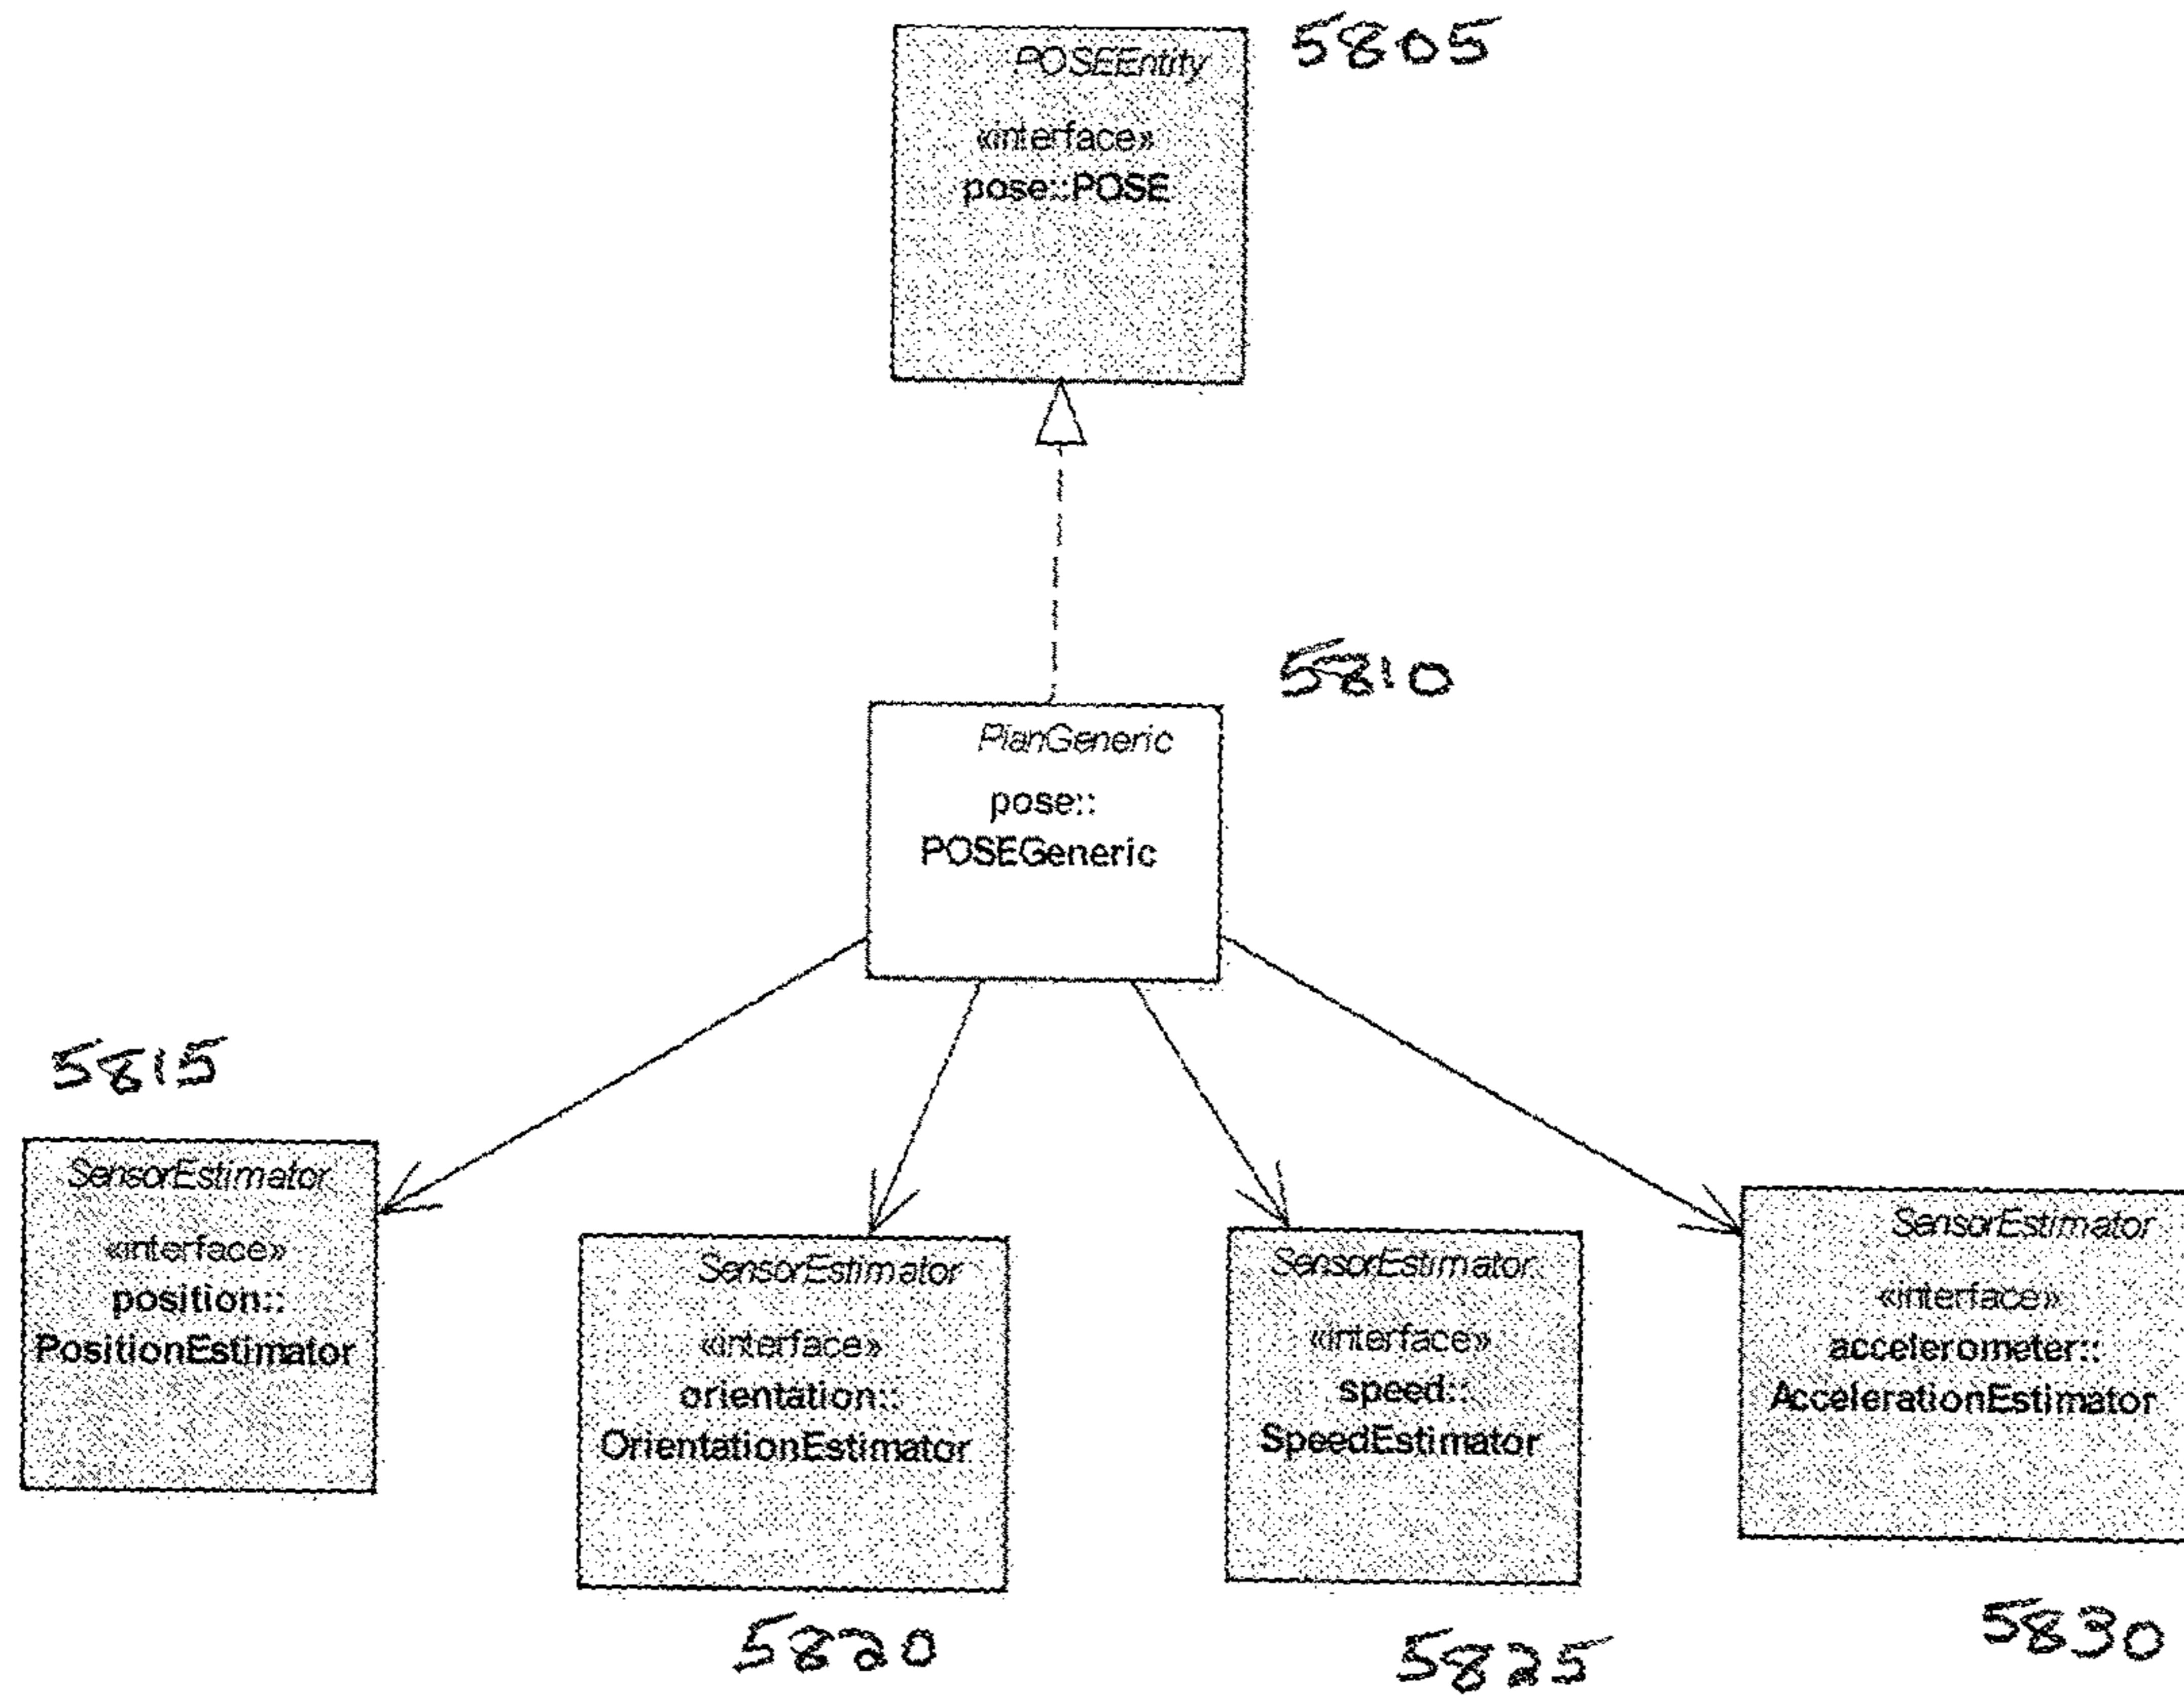 5805
POSEEntity
«interface»
pose::POSE
5810
PlanGeneric
pose::
POSEGeneric
5815
SensorEstimator
«interface»
position::
PositionEstimator
SensorEstimator
«interface»
orientation::
OrientationEstimator
5820
SensorEstimator
«interface»
speed::
SpeedEstimator
5825
SensorEstimator
«interface»
accelerometer::
AccelerationEstimator
5830